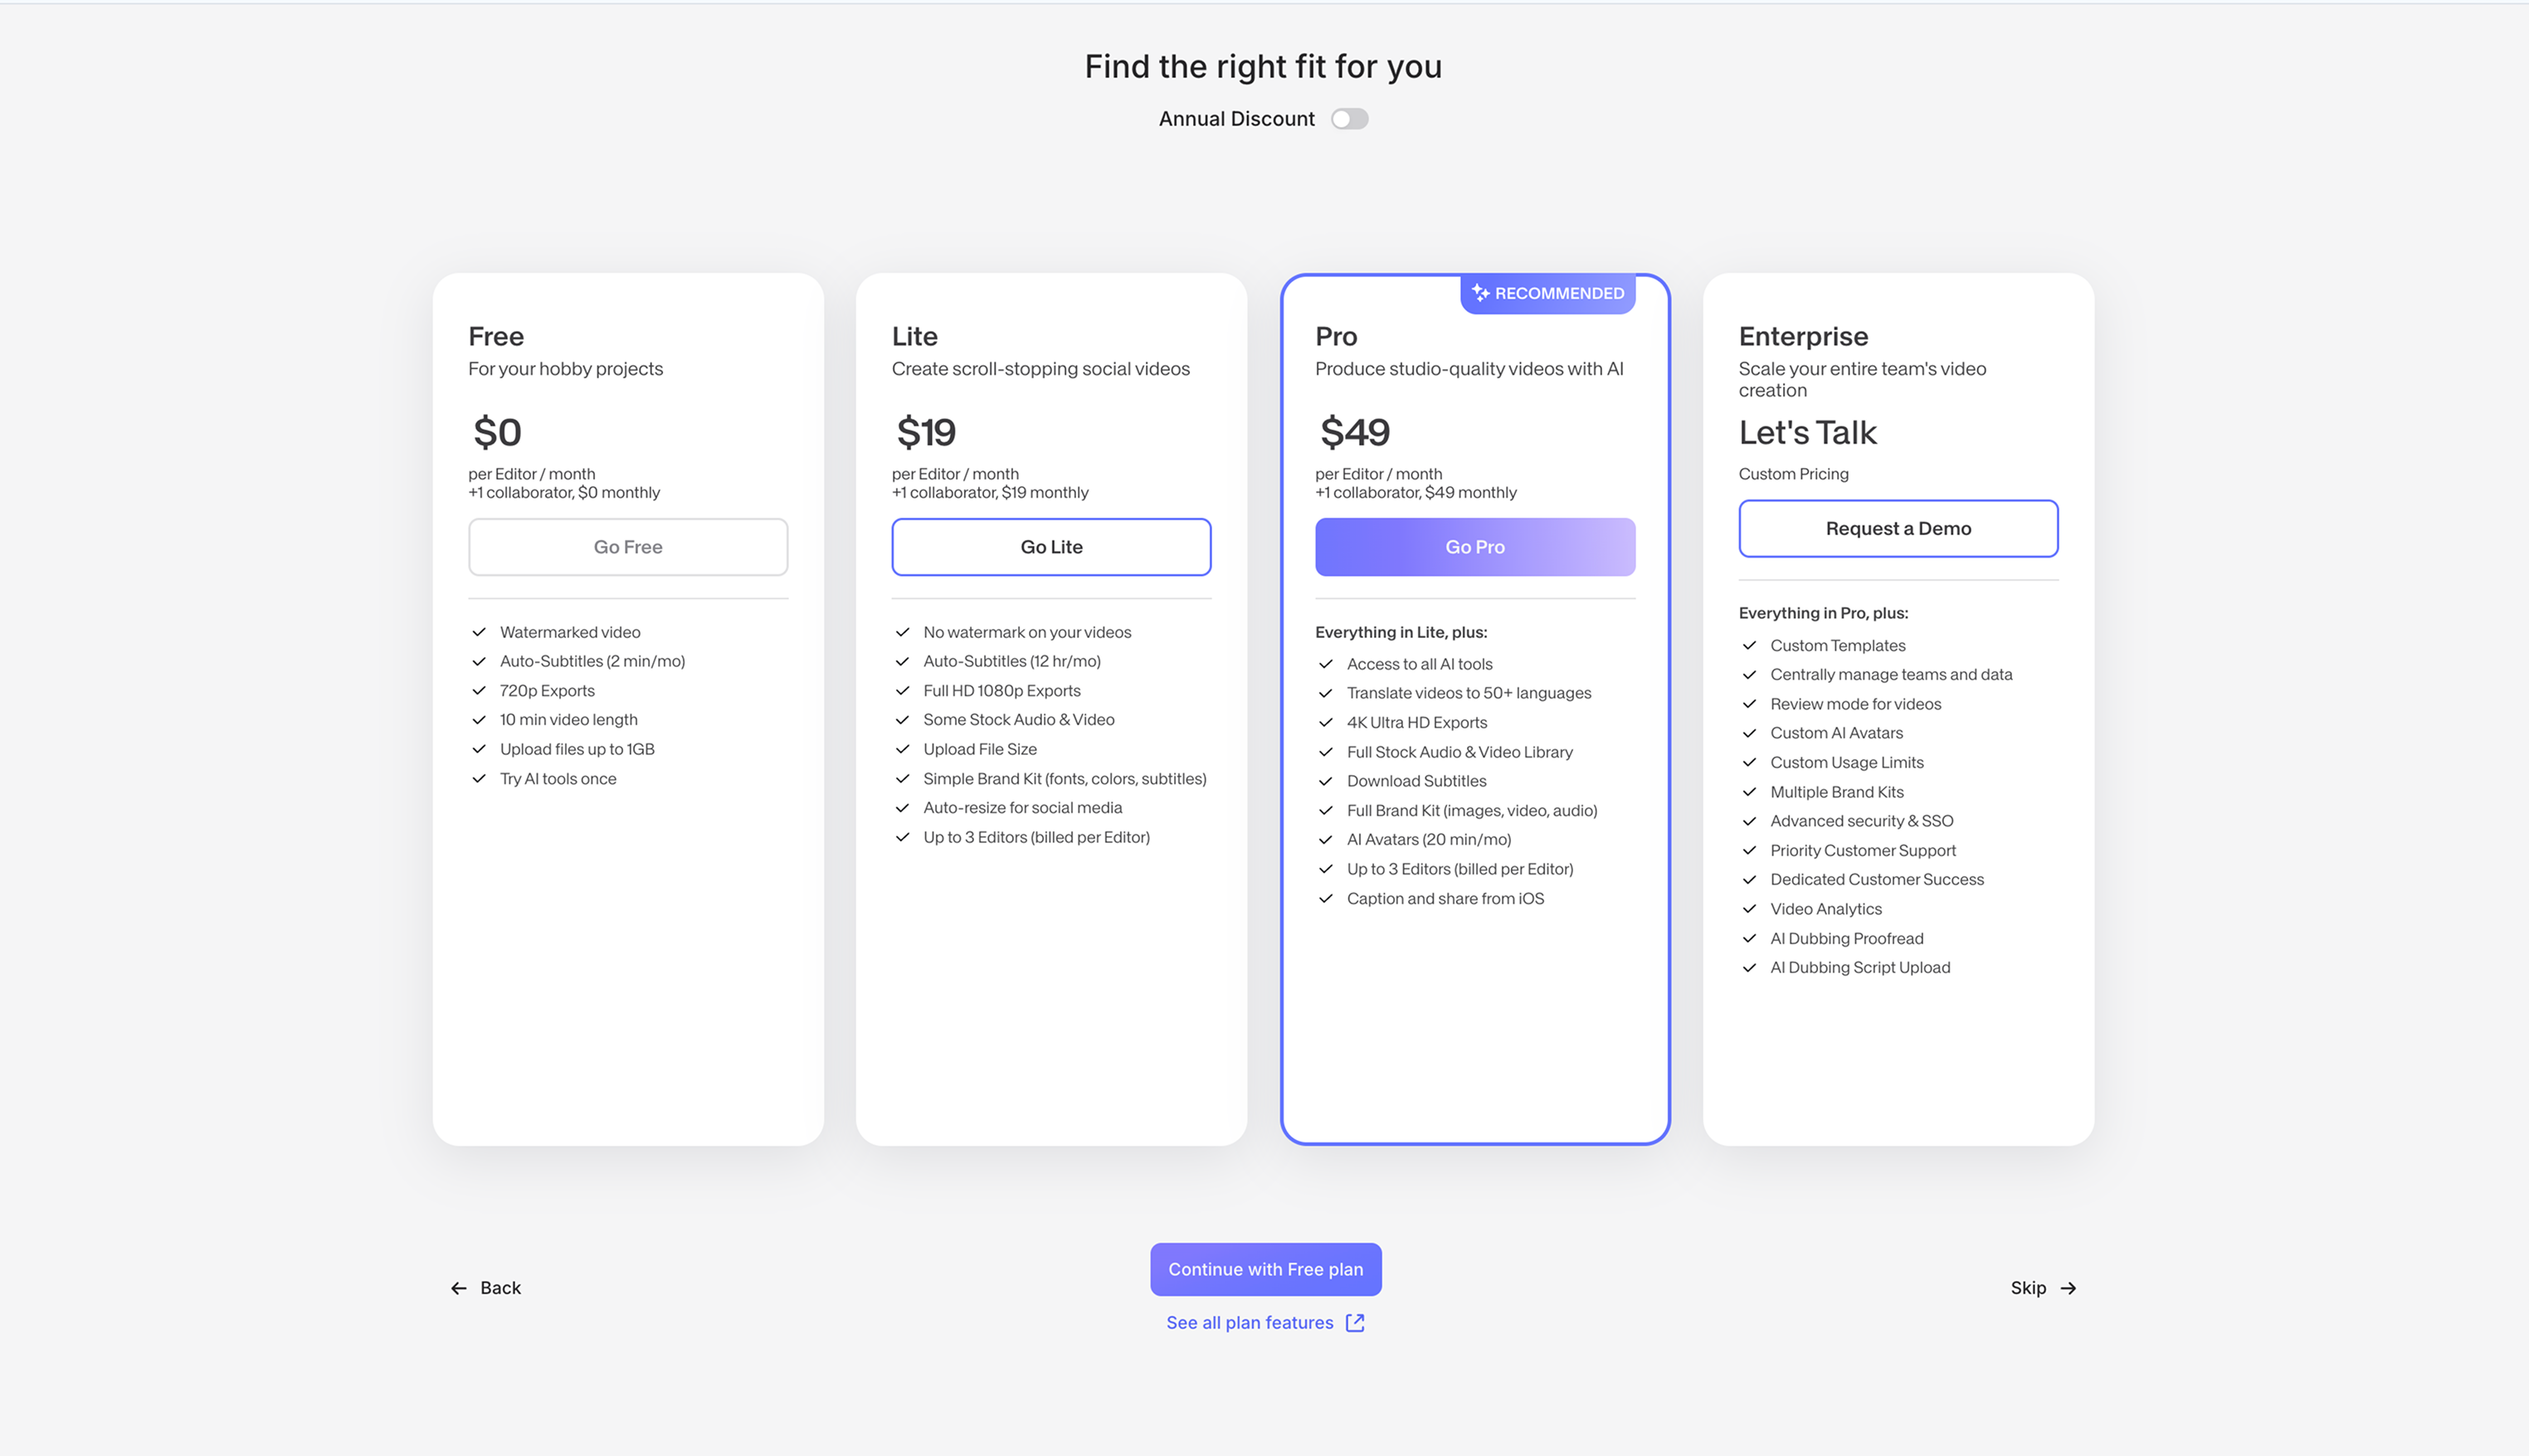 Find the right fit for you
Annual Discount
Free
For your hobby projects
$0
per Editor / month
+1 collaborator, $0 monthly
Go Free
Watermarked video
Auto-Subtitles (2 min/mo)
720p Exports
10 min video length
Upload files up to 1GB
Try AI tools once
Lite
Create scroll-stopping social videos
$19
per Editor / month
+1 collaborator, $19 monthly
Go Lite
No watermark on your videos
Auto-Subtitles (12 hr/mo)
Full HD 1080p Exports
Some Stock Audio & Video
Upload File Size
Simple Brand Kit (fonts, colors, subtitles)
Auto-resize for social media
Up to 3 Editors (billed per Editor)
RECOMMENDED
Pro
Produce studio-quality videos with AI
$49
per Editor / month
+1 collaborator, $49 monthly
Go Pro
Everything in Lite, plus:
Access to all AI tools
Translate videos to 50+ languages
4K Ultra HD Exports
Full Stock Audio & Video Library
Download Subtitles
Full Brand Kit (images, video, audio)
AI Avatars (20 min/mo)
Up to 3 Editors (billed per Editor)
Caption and share from iOS
Enterprise
Scale your entire team's video
creation
Let's Talk
Custom Pricing
Request a Demo
Everything in Pro, plus:
Custom Templates
Centrally manage teams and data
Review mode for videos
Custom AI Avatars
Custom Usage Limits
Multiple Brand Kits
Advanced security & SSO
Priority Customer Support
Dedicated Customer Success
Video Analytics
AI Dubbing Proofread
AI Dubbing Script Upload
Back
Continue with Free plan
Skip
See all plan features